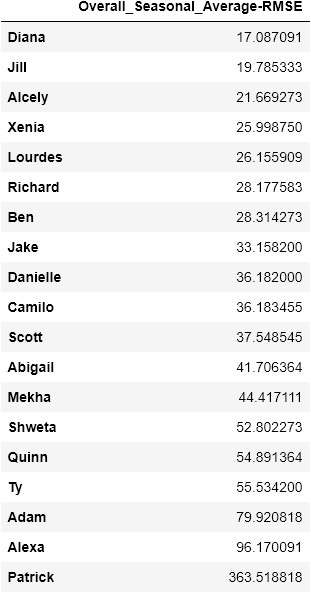 Overall_Seasonal_Average-RMSE
Diana 17.087091
Jill 19.785333
Alcely 21.669273
Xenia 25.998750
Lourdes 26.155909
Richard 28.177583
Ben 28.314273
Jake 33.158200
Danielle 36.182000
Camilo 36.183455
Scott 37.548545
Abigail 41.706364
Mekha 44.417111
Shweta 52.802273
Quinn 54.891364
Ty 55.534200
Adam 79.920818
Alexa 96.170091
Patrick 363.518818